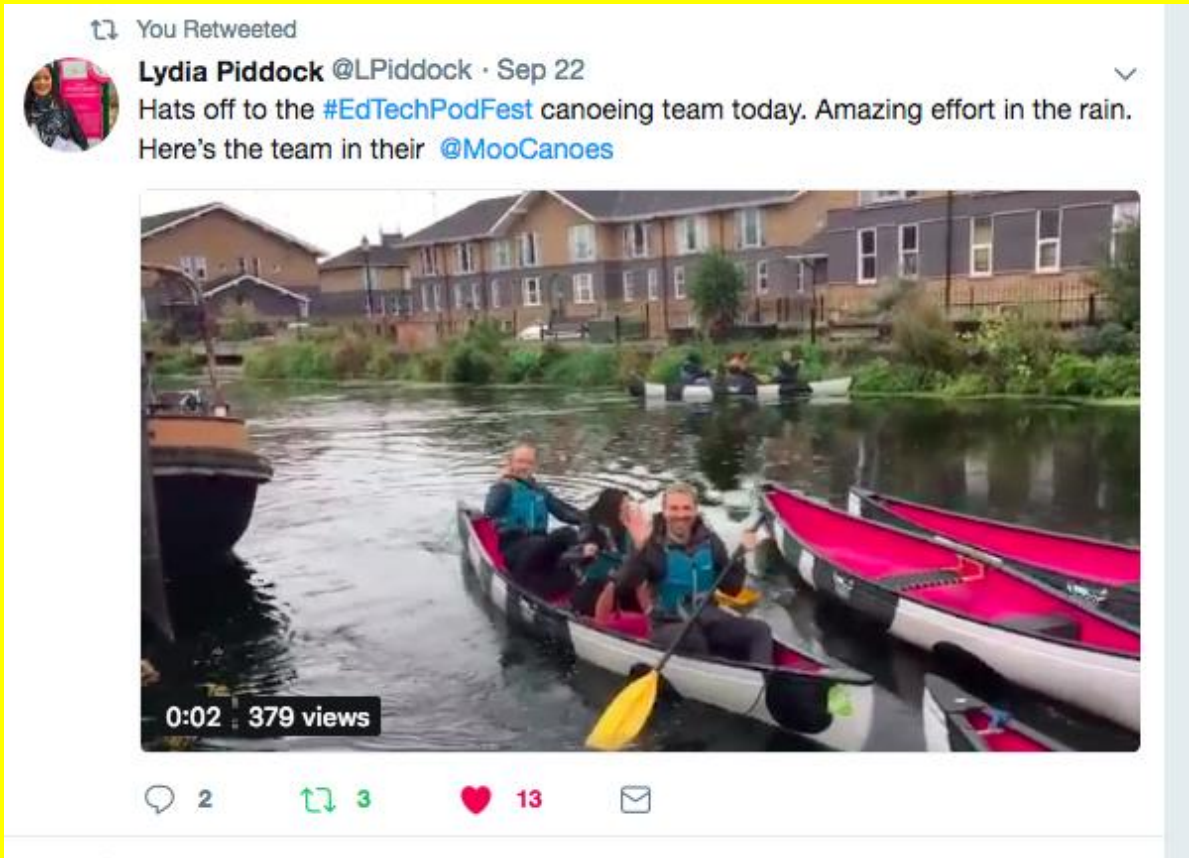 You Retweeted
Lydia Piddock @LPiddock · Sep 22
Hats off to the #EdTechPodFest canoeing team today. Amazing effort in the rain.
Here's the team in their @MooCanoes
0:02 379 views
2 3 13